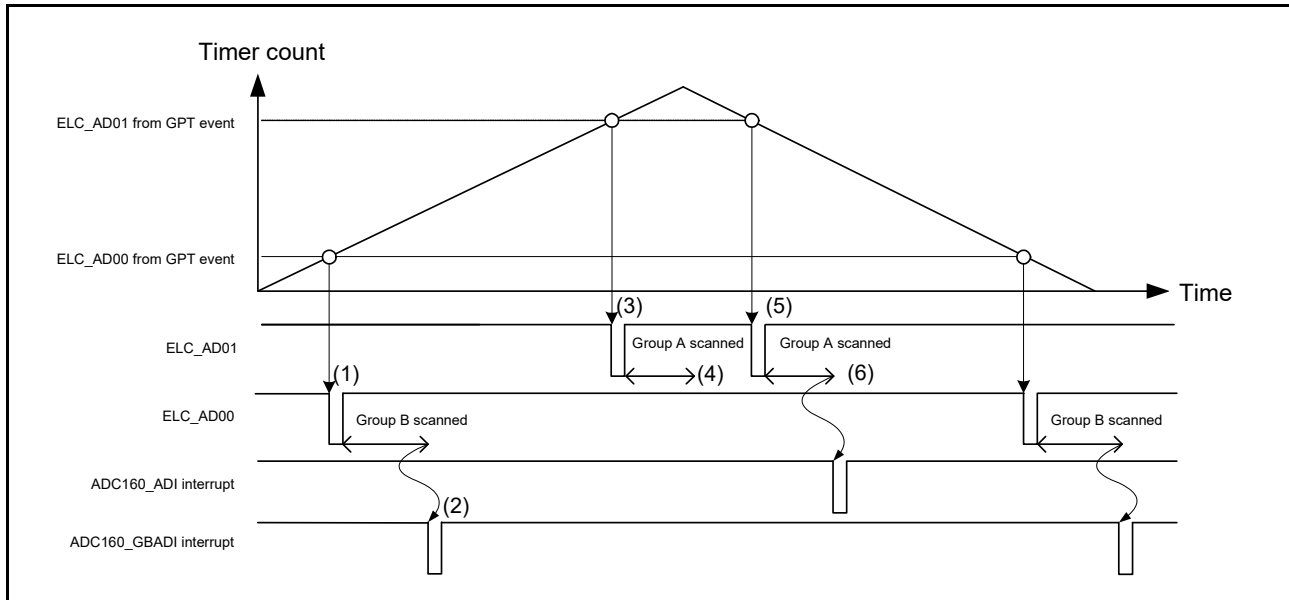 Timer count
ELC_AD01 from GPT event
ELC_AD00 from GPT event
Time
(3)
(5)
ELC_AD01
Group A scanned
Group A scanned
(4)
(6)
(1)
ELC_AD00
Group B scanned
Group B scanned
ADC160_ADI interrupt
(2)
ADC160_GBADI interrupt